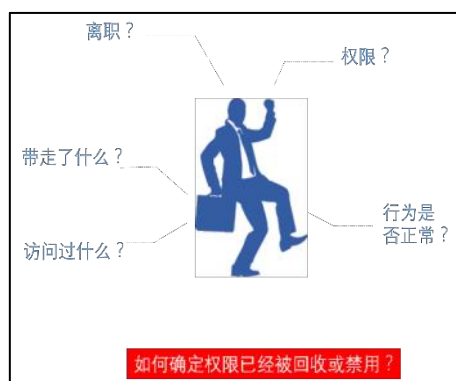 离职？
权限？
带走了什么？
行为是
否正常？
访问过什么？
如何确定权限已经被回收或禁用？